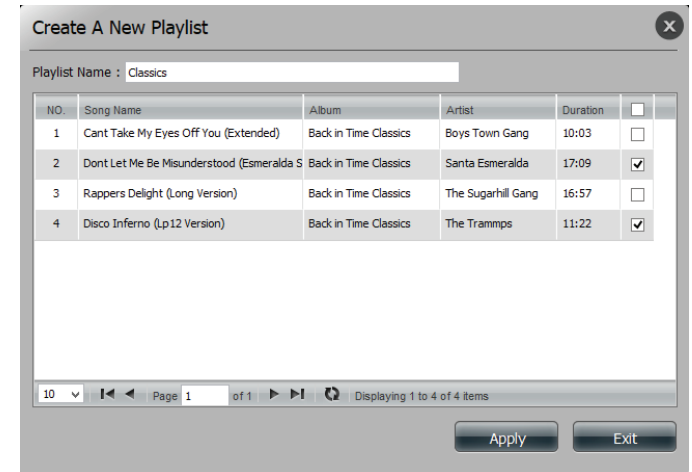 Create A New Playlist
Playlist Name : Classics
NO. Song Name Album Artist Duration
1 Cant Take My Eyes Off You (Extended) Back in Time Classics Boys Town Gang 10:03
2 Dont Let Me Be Misunderstood (Esmeralda S Back in Time Classics Santa Esmeralda 17:09
3 Rappers Delight (Long Version) Back in Time Classics The Sugarhill Gang 16:57
4 Disco Inferno (Lp12 Version) Back in Time Classics The Trammps 11:22
10 Page 1 of 1 Displaying 1 to 4 of 4 items
Apply Exit